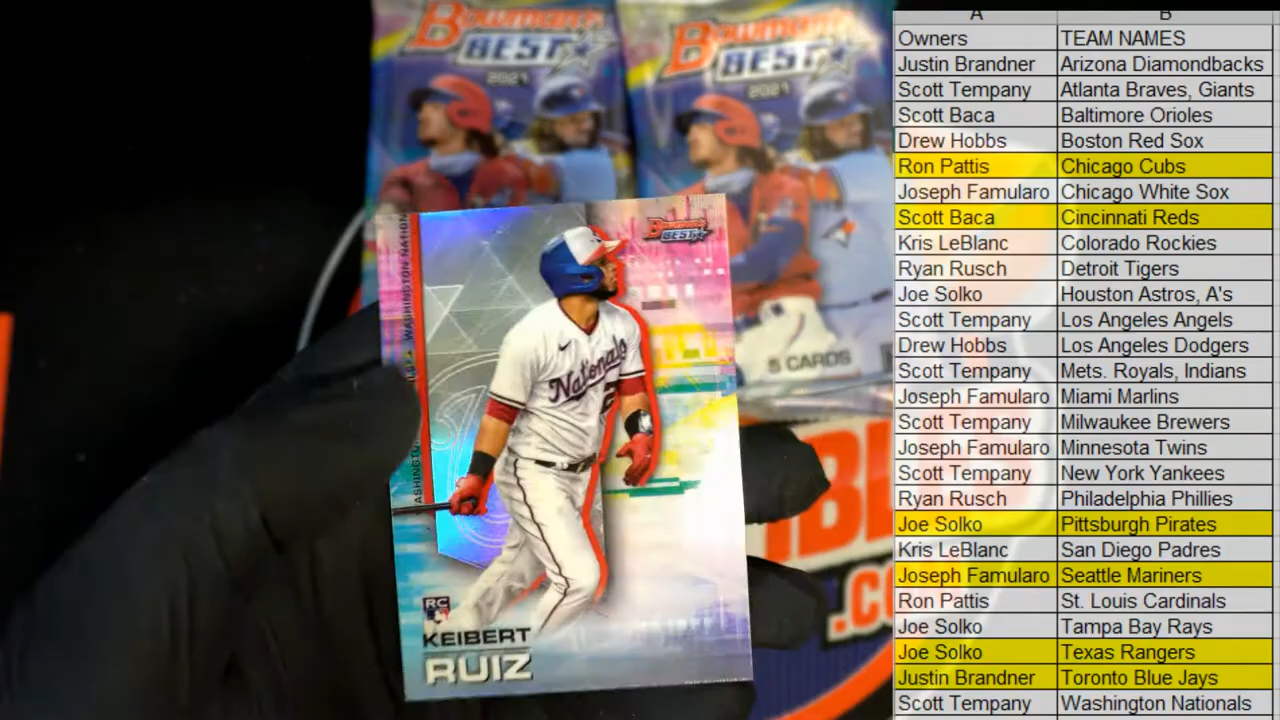 Bowman's
BEST
2021
Bowman's
BEST
2021
5 CARDS
Bowman's
BEST
WASHINGTON NATION
Nationals
RC
KEIBERT
RUIZ
.CO
A B
Owners TEAM NAMES
Justin Brandner Arizona Diamondbacks
Scott Tempany Atlanta Braves, Giants
Scott Baca Baltimore Orioles
Drew Hobbs Boston Red Sox
Ron Pattis Chicago Cubs
Joseph Famularo Chicago White Sox
Scott Baca Cincinnati Reds
Kris LeBlanc Colorado Rockies
Ryan Rusch Detroit Tigers
Joe Solko Houston Astros, A's
Scott Tempany Los Angeles Angels
Drew Hobbs Los Angeles Dodgers
Scott Tempany Mets. Royals, Indians
Joseph Famularo Miami Marlins
Scott Tempany Milwaukee Brewers
Joseph Famularo Minnesota Twins
Scott Tempany New York Yankees
Ryan Rusch Philadelphia Phillies
Joe Solko Pittsburgh Pirates
Kris LeBlanc San Diego Padres
Joseph Famularo Seattle Mariners
Ron Pattis St. Louis Cardinals
Joe Solko Tampa Bay Rays
Joe Solko Texas Rangers
Justin Brandner Toronto Blue Jays
Scott Tempany Washington Nationals